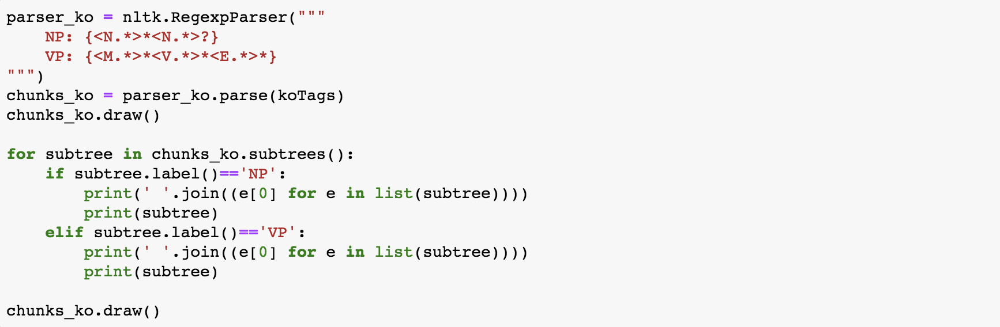 parser_ko = nltk.RegexpParser("""
    NP: {<N.*>*<N.*>?}
    VP: {<M.*>*<V.*>*<E.*>*}
""")
chunks_ko = parser_ko.parse(koTags)
chunks_ko.draw()

for subtree in chunks_ko.subtrees():
    if subtree.label()=='NP':
        print(' '.join((e[0] for e in list(subtree))))
        print(subtree)
    elif subtree.label()=='VP':
        print(' '.join((e[0] for e in list(subtree))))
        print(subtree)

chunks_ko.draw()